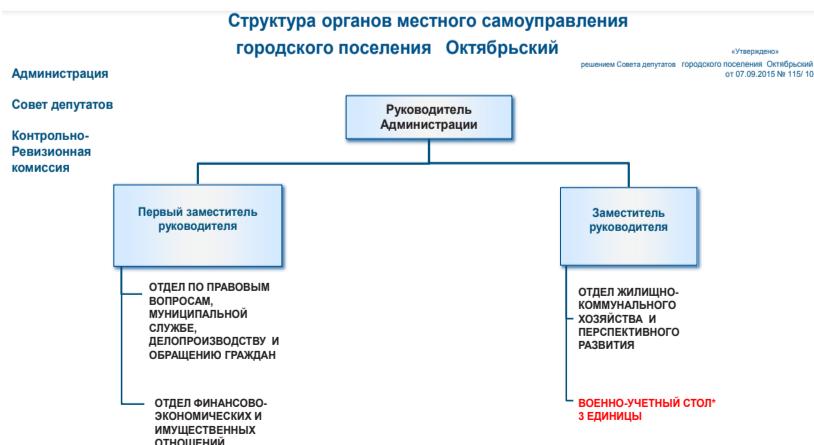 Структура органов местного самоуправления
городского поселения Октябрьский
«Утверждено»
решением Совета депутатов городского поселения Октябрьский
от 07.09.2015 № 115/ 10
Администрация
Совет депутатов
Контрольно-
Ревизионная
комиссия
Руководитель
Администрации
Первый заместитель
руководителя
Заместитель
руководителя
ОТДЕЛ ПО ПРАВОВЫМ
ВОПРОСАМ,
МУНИЦИПАЛЬНОЙ
СЛУЖБЕ,
ДЕЛОПРОИЗВОДСТВУ И
ОБРАЩЕНИЮ ГРАЖДАН
ОТДЕЛ ФИНАНСОВО-
ЭКОНОМИЧЕСКИХ И
ИМУЩЕСТВЕННЫХ
ОТНОШЕНИЙ
ОТДЕЛ ЖИЛИЩНО-
КОММУНАЛЬНОГО
ХОЗЯЙСТВА И
ПЕРСПЕКТИВНОГО
РАЗВИТИЯ
ВОЕННО-УЧЕТНЫЙ СТОЛ*
3 ЕДИНИЦЫ